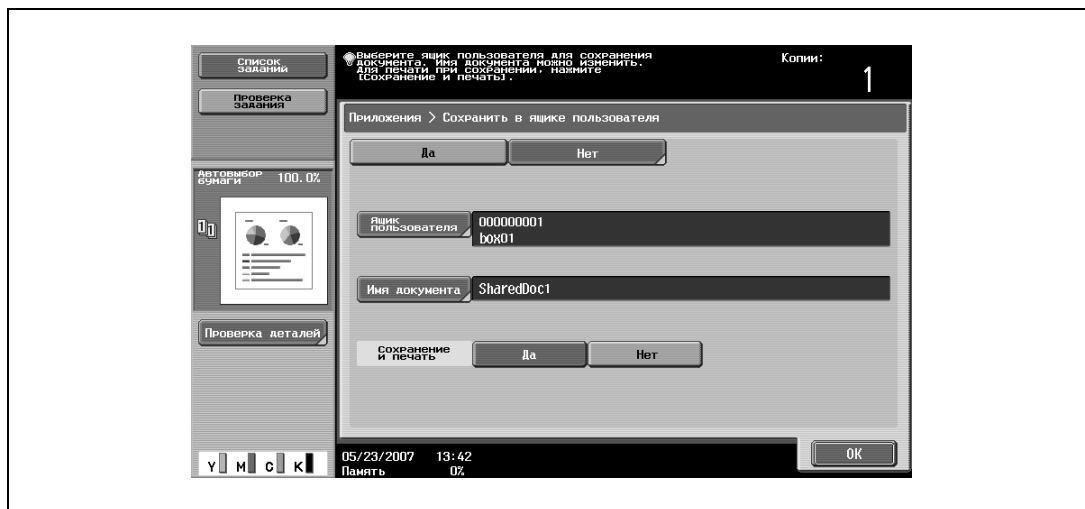 Список
заданий
Проверка
задания
Выберите ящик пользователя для сохранения
документа. Имя документа можно изменить.
Для печати при сохранении, нажмите
[Сохранение и печать].
Копии:
1
Приложения > Сохранить в ящике пользователя
Да
Нет
Автовыбор
бумаги
100.0%
Ящик
пользователя
000000001
box01
Имя документа
SharedDoc1
Проверка деталей
Сохранение
и печать
Да
Нет
Y M C K
05/23/2007 13:42
Память 0%
OK